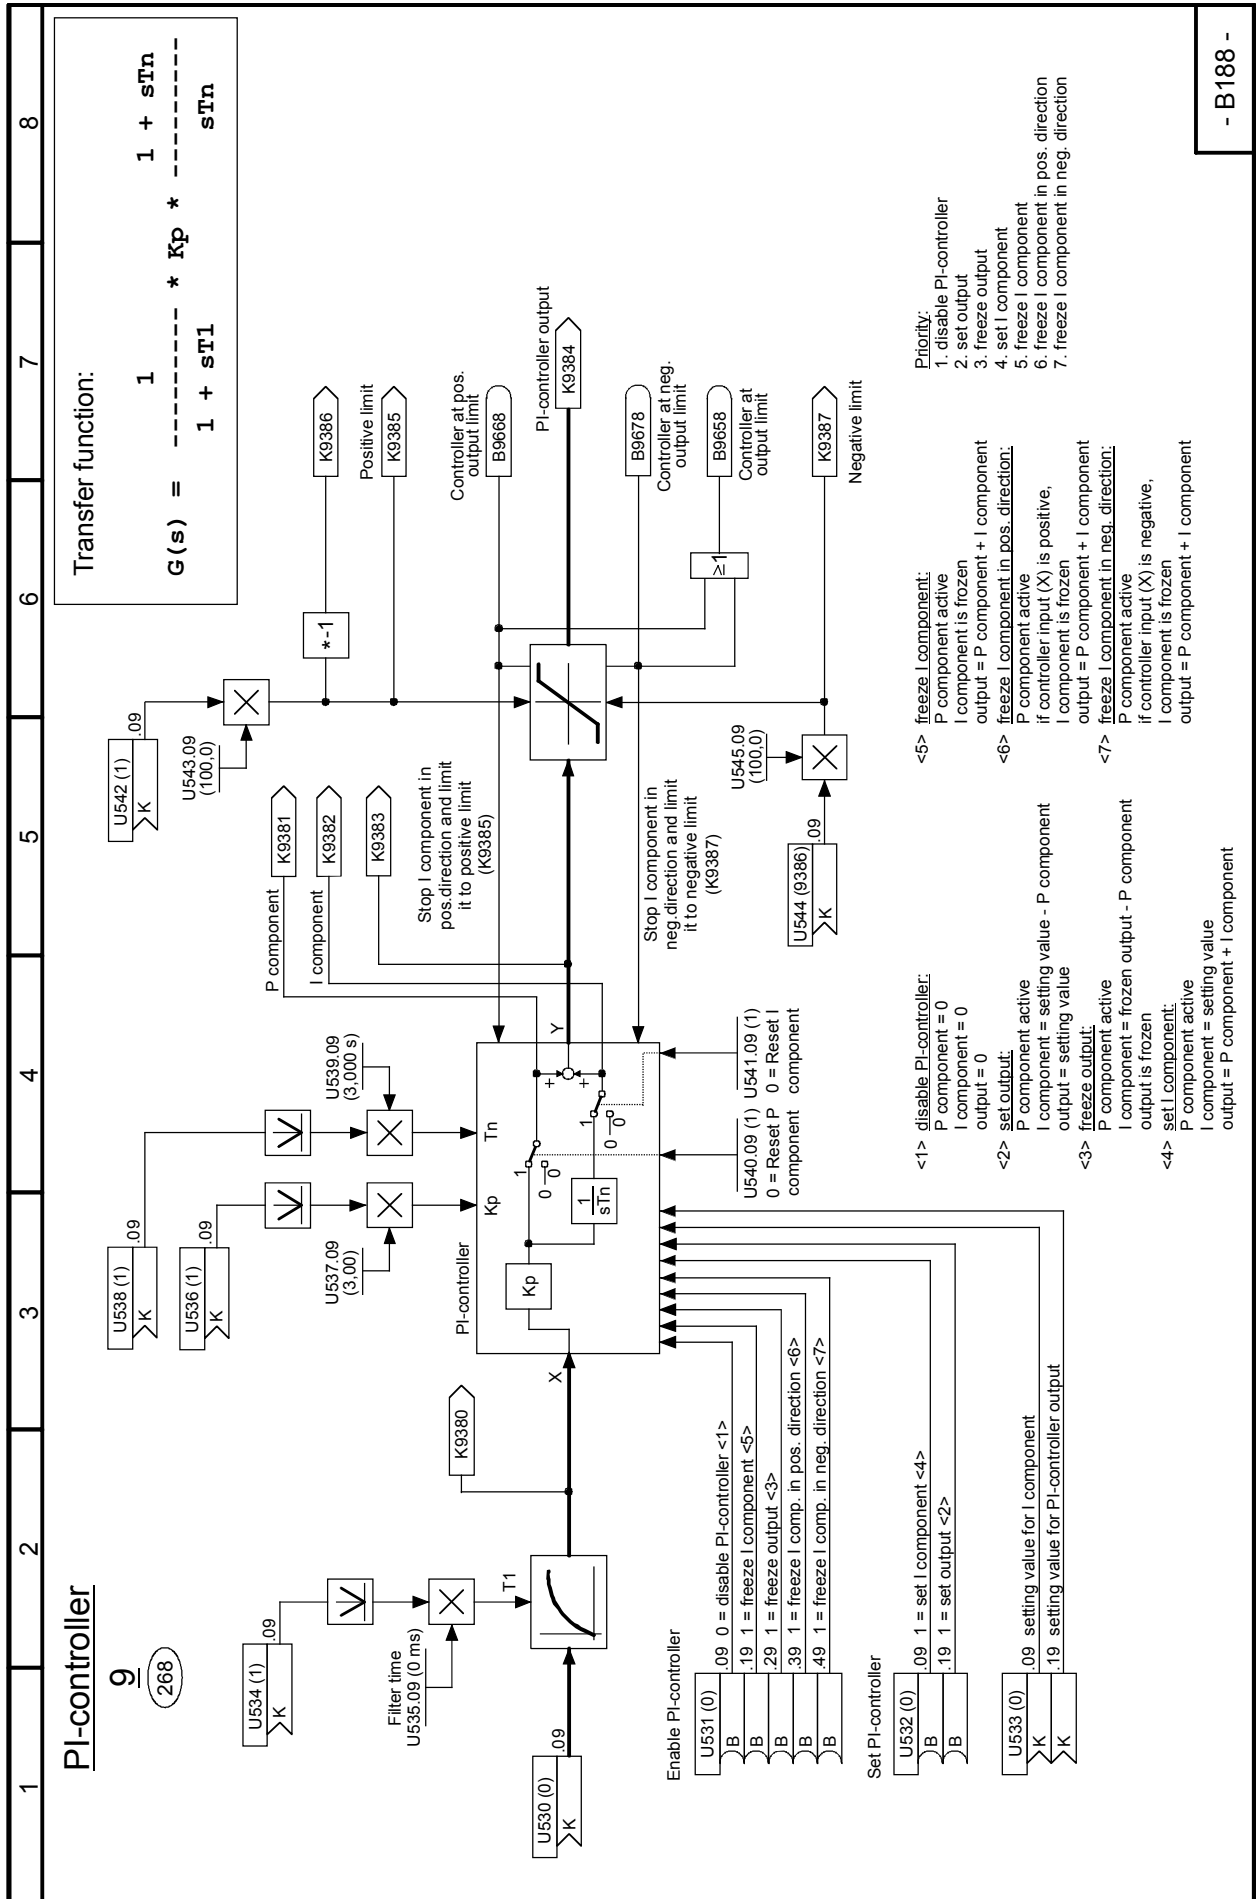 1
2
3
4
5
6
7
8
PI-controller
9
268
Transfer function:
1 1 + sTn
G(s) = -------- * Kp * ---------
1 + sT1 sTn
U534 (1)
K
.09
Filter time
U535.09 (0 ms)
T1
U530 (0)
K
.09
K9380
X
U538 (1)
K
.09
U536 (1)
K
.09
U537.09
(3,00)
U539.09
(3,000 s)
Kp
Tn
PI-controller
Kp
1
sTn
1
0
0
1
0
0
+
+
Y
U540.09 (1)
0 = Reset P
component
U541.09 (1)
0 = Reset I
component
P component
I component
K9381
K9382
K9383
Stop I component in
pos.direction and limit
it to positive limit
(K9385)
Stop I component in
neg.direction and limit
it to negative limit
(K9387)
U542 (1)
K
.09
U543.09
(100,0)
U544 (9386)
K
.09
U545.09
(100,0)
*-1
≥1
K9386
Positive limit
K9385
Controller at pos.
output limit
B9668
PI-controller output
K9384
B9678
Controller at neg.
output limit
B9658
Controller at
output limit
K9387
Negative limit
Enable PI-controller
U531 (0)
B .09 0 = disable PI-controller <1>
B .19 1 = freeze I component <5>
B .29 1 = freeze output <3>
B .39 1 = freeze I comp. in pos. direction <6>
B .49 1 = freeze I comp. in neg. direction <7>
Set PI-controller
U532 (0)
B .09 1 = set I component <4>
B .19 1 = set output <2>
U533 (0)
K .09 setting value for I component
K .19 setting value for PI-controller output
<1> disable PI-controller:
P component = 0
I component = 0
output = 0
<2> set output:
P component active
I component = setting value - P component
output = setting value
<3> freeze output:
P component active
I component = frozen output - P component
output is frozen
<4> set I component:
P component active
I component = setting value
output = P component + I component
<5> freeze I component:
P component active
I component is frozen
output = P component + I component
<6> freeze I component in pos. direction:
P component active
if controller input (X) is positive,
I component is frozen
output = P component + I component
<7> freeze I component in neg. direction:
P component active
if controller input (X) is negative,
I component is frozen
output = P component + I component
Priority:
1. disable PI-controller
2. set output
3. freeze output
4. set I component
5. freeze I component
6. freeze I component in pos. direction
7. freeze I component in neg. direction
- B188 -